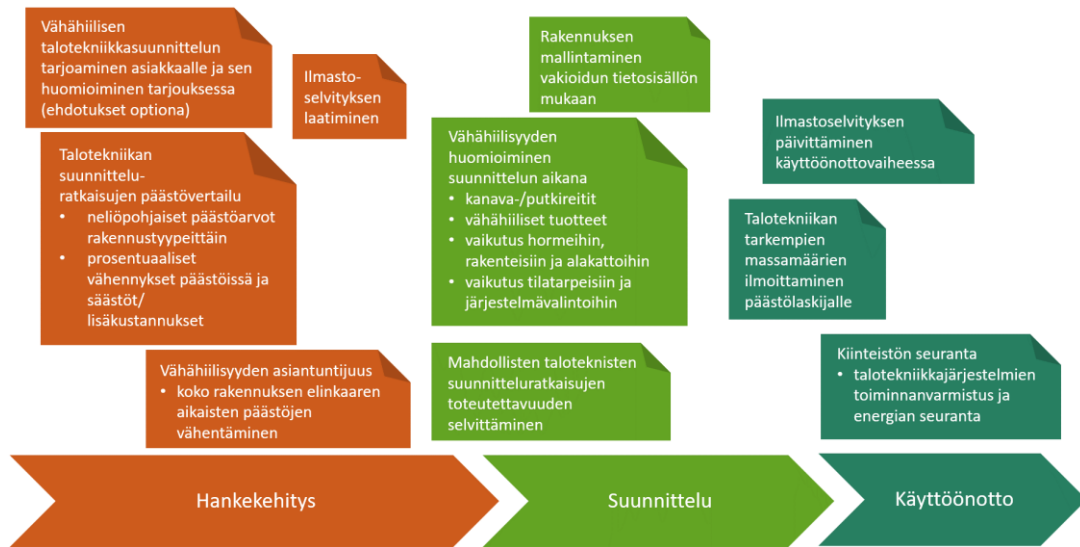 Vähähiilisen
talotekniikkasuunnittelun
tarjoaminen asiakkaalle ja sen
huomioiminen tarjouksessa
(ehdotukset optiona)
Ilmasto-
selvityksen
laatiminen
Talotekniikan
suunnittelu-
ratkaisujen päästövertailu
• neliöpohjaiset päästöarvot
rakennustyypeittäin
• prosentuaaliset
vähennykset päästöissä ja
säästöt/
lisäkustannukset
Vähähiilisyyden asiantuntijuus
• koko rakennuksen elinkaaren
aikaisten päästöjen
vähentäminen
Rakennuksen
mallintaminen
vakioidun tietosisällön
mukaan
Vähähiilisyyden
huomioiminen
suunnittelun aikana
• kanava-/putkireitit
• vähähiiliset tuotteet
• vaikutus hormeihin,
rakenteisiin ja alakattoihin
• vaikutus tilatarpeisiin ja
järjestelmävalintoihin
Mahdollisten taloteknisten
suunnitteluratkaisujen
toteutettavuuden
selvittäminen
Ilmastoselvityksen
päivittäminen
käyttöönottovaiheessa
Talotekniikan
tarkempien
massamäärien
ilmoittaminen
päästölaskijalle
Kiinteistön seuranta
• talotekniikkajärjestelmien
toiminnanvarmistus ja
energian seuranta
Hankekehitys
Suunnittelu
Käyttöönotto